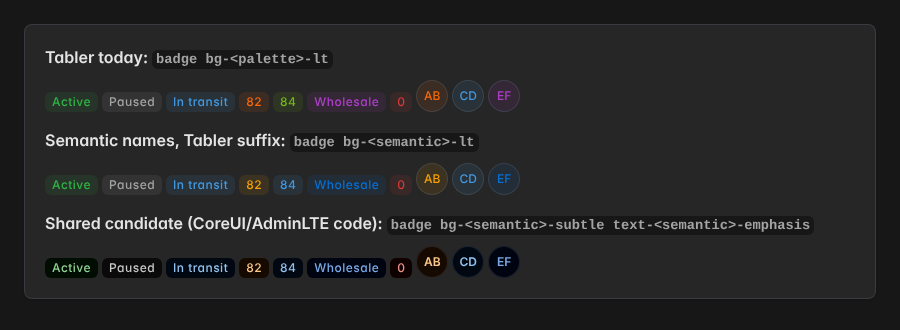 Tabler today: badge bg-<palette>-lt
Active Paused In transit 82 84 Wholesale 0 AB CD EF
Semantic names, Tabler suffix: badge bg-<semantic>-lt
Active Paused In transit 82 84 Wholesale 0 AB CD EF
Shared candidate (CoreUI/AdminLTE code): badge bg-<semantic>-subtle text-<semantic>-emphasis
Active Paused In transit 82 84 Wholesale 0 AB CD EF